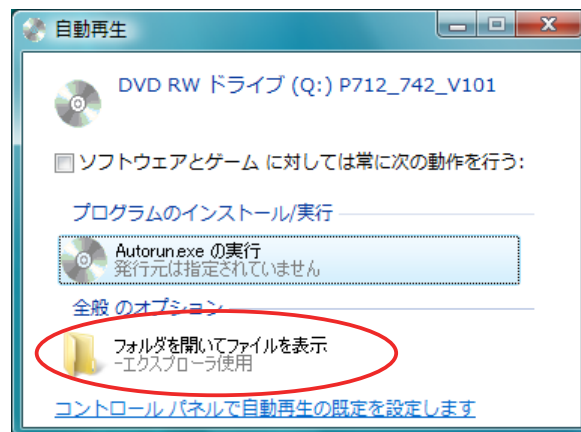 自動再生
DVD RW ドライブ (Q:) P712_742_V101
ソフトウェアとゲーム に対しては常に次の動作を行う:
プログラムのインストール/実行
Autorun.exe の実行
発行元は指定されていません
全般 のオプション
フォルダを開いてファイルを表示
-エクスプローラ使用
コントロール パネルで自動再生の既定を設定します